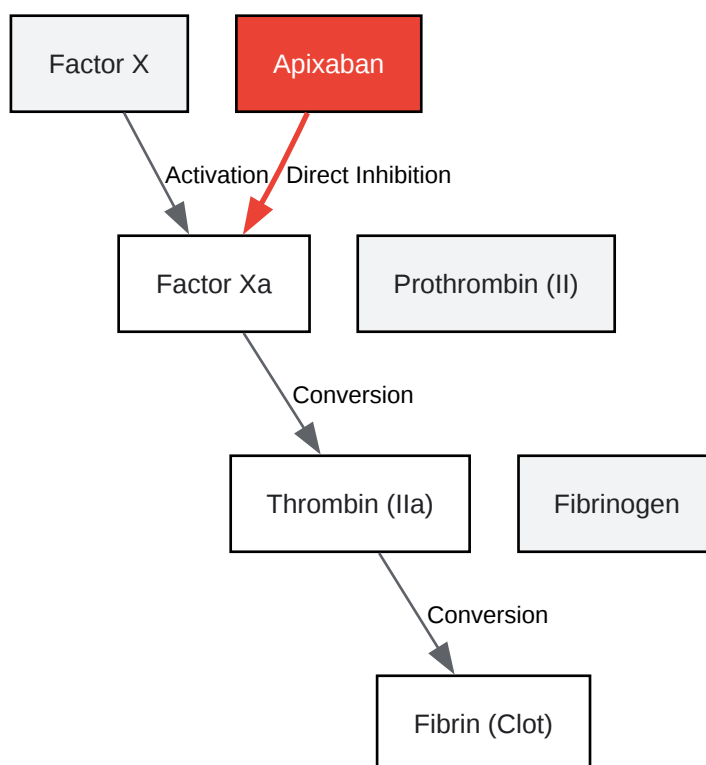 Factor X
Apixaban
Activation
Direct Inhibition
Factor Xa
Prothrombin (II)
Conversion
Thrombin (IIa)
Fibrinogen
Conversion
Fibrin (Clot)